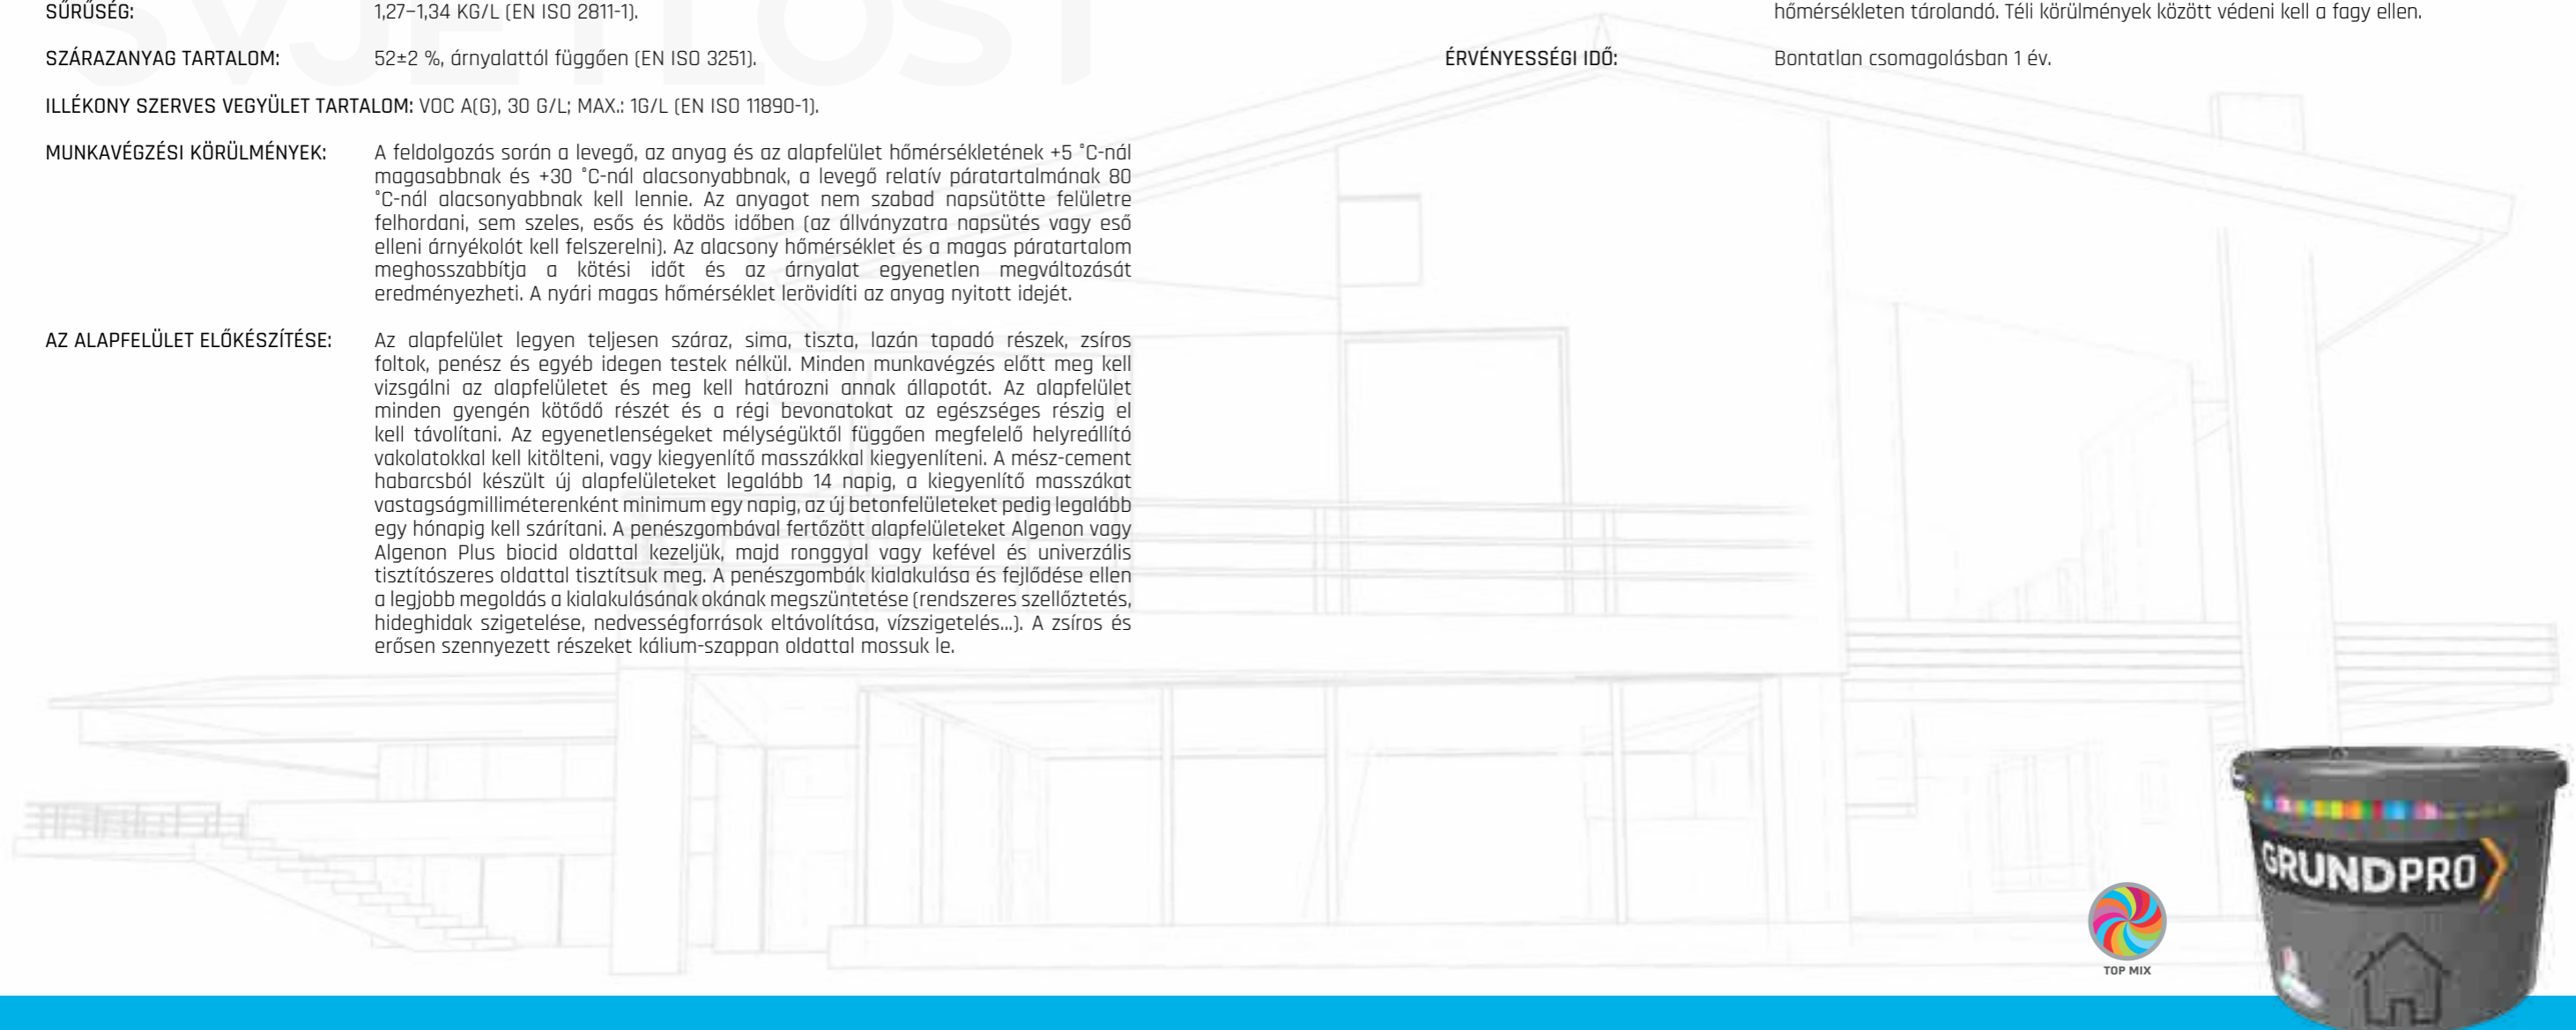 SVJETLOST
SŰRŰSÉG: 1,27–1,34 KG/L (EN ISO 2811-1).
SZÁRAZANYAG TARTALOM: 52±2 %, árnyalattól függően (EN ISO 3251).
ILLÉKONY SZERVES VEGYÜLET TARTALOM: VOC A(G), 30 G/L; MAX.: 1G/L (EN ISO 11890-1).
MUNKAVÉGZÉSI KÖRÜLMÉNYEK: A feldolgozás során a levegő, az anyag és az alapfelület hőmérsékletének +5 °C-nál
magasabbnak és +30 °C-nál alacsonyabbnak, a levegő relatív páratartalmának 80
°C-nál alacsonyabbnak kell lennie. Az anyagot nem szabad napsütötte felületre
felhordani, sem szeles, esős és ködös időben (az állványzatra napsütés vagy eső
elleni árnyékolót kell felszerelni). Az alacsony hőmérséklet és a magas páratartalom
meghosszabbítja a kötési időt és az árnyalat egyenetlen megváltozását
eredményezheti. A nyári magas hőmérséklet lerövidíti az anyag nyitott idejét.
AZ ALAPFELÜLET ELŐKÉSZÍTÉSE: Az alapfelület legyen teljesen száraz, sima, tiszta, lazán tapadó részek, zsíros
foltok, penész és egyéb idegen testek nélkül. Minden munkavégzés előtt meg kell
vizsgálni az alapfelületet és meg kell határozni annak állapotát. Az alapfelület
minden gyengén kötődő részét és a régi bevonatokat az egészséges részig el
kell távolítani. Az egyenetlenségeket mélységüktől függően megfelelő helyreállító
vakolatokkal kell kitölteni, vagy kiegyenlítő masszákkal kiegyenlíteni. A mész-cement
habarcsból készült új alapfelületeket legalább 14 napig, a kiegyenlítő masszákat
vastagságmilliméterenként minimum egy napig, az új betonfelületeket pedig legalább
egy hónapig kell szárítani. A penészgombával fertőzött alapfelületeket Algenon vagy
Algenon Plus biocid oldattal kezeljük, majd ronggyal vagy kefével és univerzális
tisztítószeres oldattal tisztítsuk meg. A penészgombák kialakulása és fejlődése ellen
a legjobb megoldás a kialakulásának okának megszüntetése (rendszeres szellőztetés,
hideghidak szigetelése, nedvességforrások eltávolítása, vízszigetelés...). A zsíros és
erősen szennyezett részeket kálium-szappan oldattal mossuk le.
hőmérsékleten tárolandó. Téli körülmények között védeni kell a fagy ellen.
ÉRVÉNYESSÉGI IDŐ: Bontatlan csomagolásban 1 év.
TOP MIX
GRUNDPRO